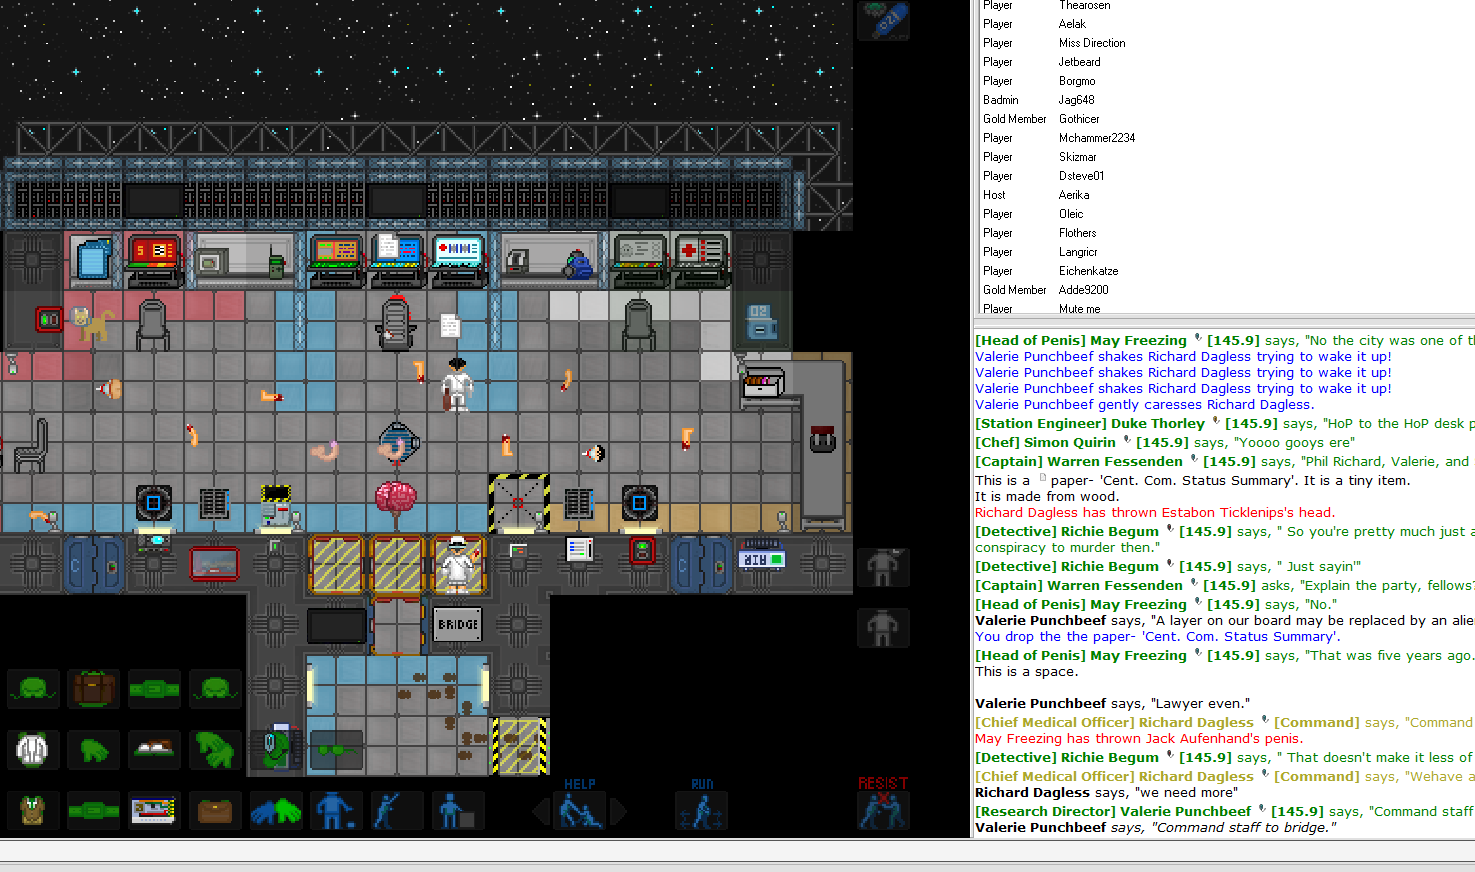 Player Thearosen
Player Aelak
Player Miss Direction
Player Jetbeard
Player Borgmo
Badmin Jag648
Gold Member Gothicer
Player Mchammer2234
Player Skizmar
Player Dsteve01
Host Aerika
Player Oleic
Player Flothers
Player Langricr
Player Eichenkatze
Gold Member Adde9200
Player Mute me
[Head of Penis] May Freezing [145.9] says, "No the city was one of th
Valerie Punchbeef shakes Richard Dagless trying to wake it up!
Valerie Punchbeef shakes Richard Dagless trying to wake it up!
Valerie Punchbeef shakes Richard Dagless trying to wake it up!
Valerie Punchbeef gently caresses Richard Dagless.
[Station Engineer] Duke Thorley [145.9] says, "HoP to the HoP desk p
[Chef] Simon Quirin [145.9] says, "Yoooo gooys ere"
[Captain] Warren Fessenden [145.9] says, "Phil Richard, Valerie, and
This is a paper- 'Cent. Com. Status Summary'. It is a tiny item.
It is made from wood.
Richard Dagless has thrown Estabon Ticklenips's head.
[Detective] Richie Begum [145.9] says, " So you're pretty much just a
conspiracy to murder then."
[Detective] Richie Begum [145.9] says, " Just sayin'"
[Captain] Warren Fessenden [145.9] asks, "Explain the party, fellows?
[Head of Penis] May Freezing [145.9] says, "No."
Valerie Punchbeef says, "A layer on our board may be replaced by an alie
You drop the the paper- 'Cent. Com. Status Summary'.
[Head of Penis] May Freezing [145.9] says, "That was five years ago.
This is a space.
Valerie Punchbeef says, "Lawyer even."
[Chief Medical Officer] Richard Dagless [Command] says, "Command
May Freezing has thrown Jack Aufenhand's penis.
[Detective] Richie Begum [145.9] says, " That doesn't make it less of
[Chief Medical Officer] Richard Dagless [Command] says, "Wehave a
Richard Dagless says, "we need more"
[Research Director] Valerie Punchbeef [145.9] says, "Command staff
Valerie Punchbeef says, "Command staff to bridge."
BRIDGE
HELP
RUN
RESIST